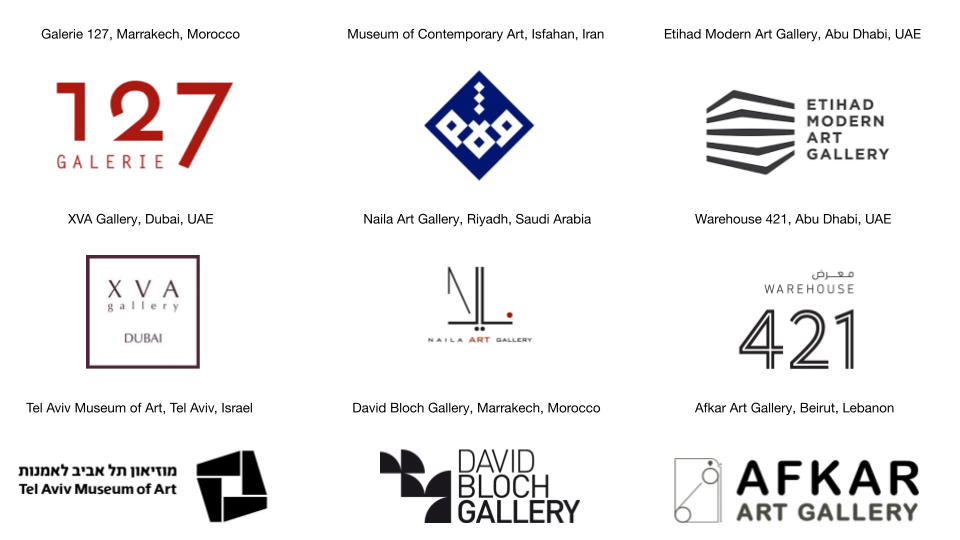 Galerie 127, Marrakech, Morocco
Museum of Contemporary Art, Isfahan, Iran
Etihad Modern Art Gallery, Abu Dhabi, UAE
127
GALERIE
ETIHAD
MODERN
ART
GALLERY
XVA Gallery, Dubai, UAE
Naila Art Gallery, Riyadh, Saudi Arabia
Warehouse 421, Abu Dhabi, UAE
X V A
gallery
DUBAI
NAILA ART GALLERY
معرض
WAREHOUSE
421
Tel Aviv Museum of Art, Tel Aviv, Israel
David Bloch Gallery, Marrakech, Morocco
Afkar Art Gallery, Beirut, Lebanon
מוזיאון תל אביב לאמנות
Tel Aviv Museum of Art
DAVID
BLOCH
GALLERY
AFKAR
ART GALLERY